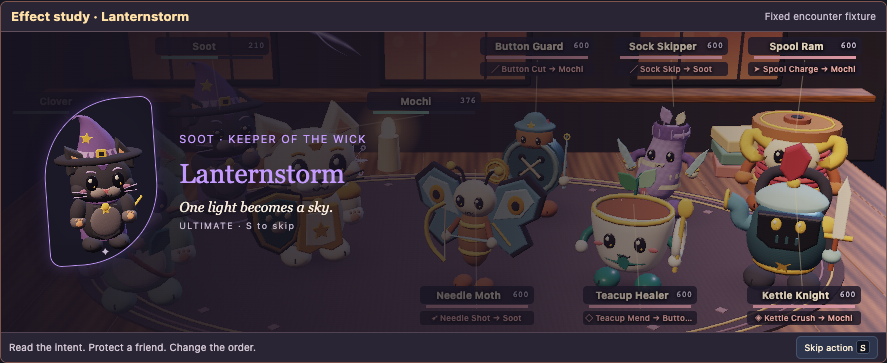 Effect study · Lanternstorm
Fixed encounter fixture
Soot 210
Button Guard 600
Button Cut → Mochi
Sock Skipper 600
Sock Skip → Soot
Spool Ram 600
Spool Charge → Mochi
Clover
Mochi 376
SOOT · KEEPER OF THE WICK
Lanternstorm
One light becomes a sky.
ULTIMATE · S to skip
Needle Moth 600
Needle Shot → Soot
Teacup Healer 600
Teacup Mend → Butto...
Kettle Knight 600
Kettle Crush → Mochi
Read the intent. Protect a friend. Change the order.
Skip action S